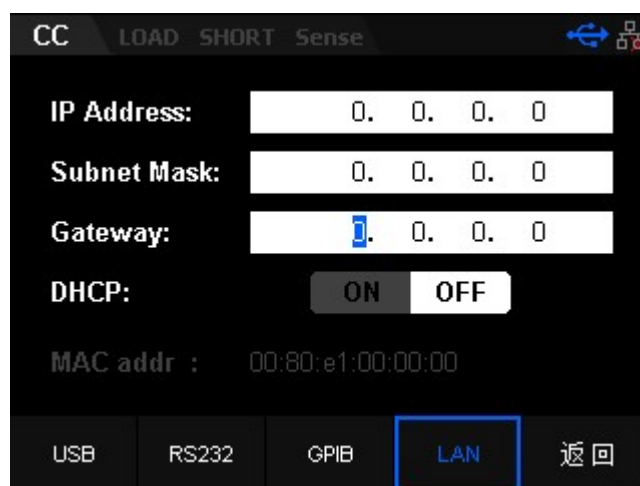 CC LOAD SHORT Sense
IP Address: 0. 0. 0. 0
Subnet Mask: 0. 0. 0. 0
Gateway: 0. 0. 0. 0
DHCP: ON OFF
MAC addr : 00:80:e1:00:00:00
USB RS232 GPIB LAN 返回